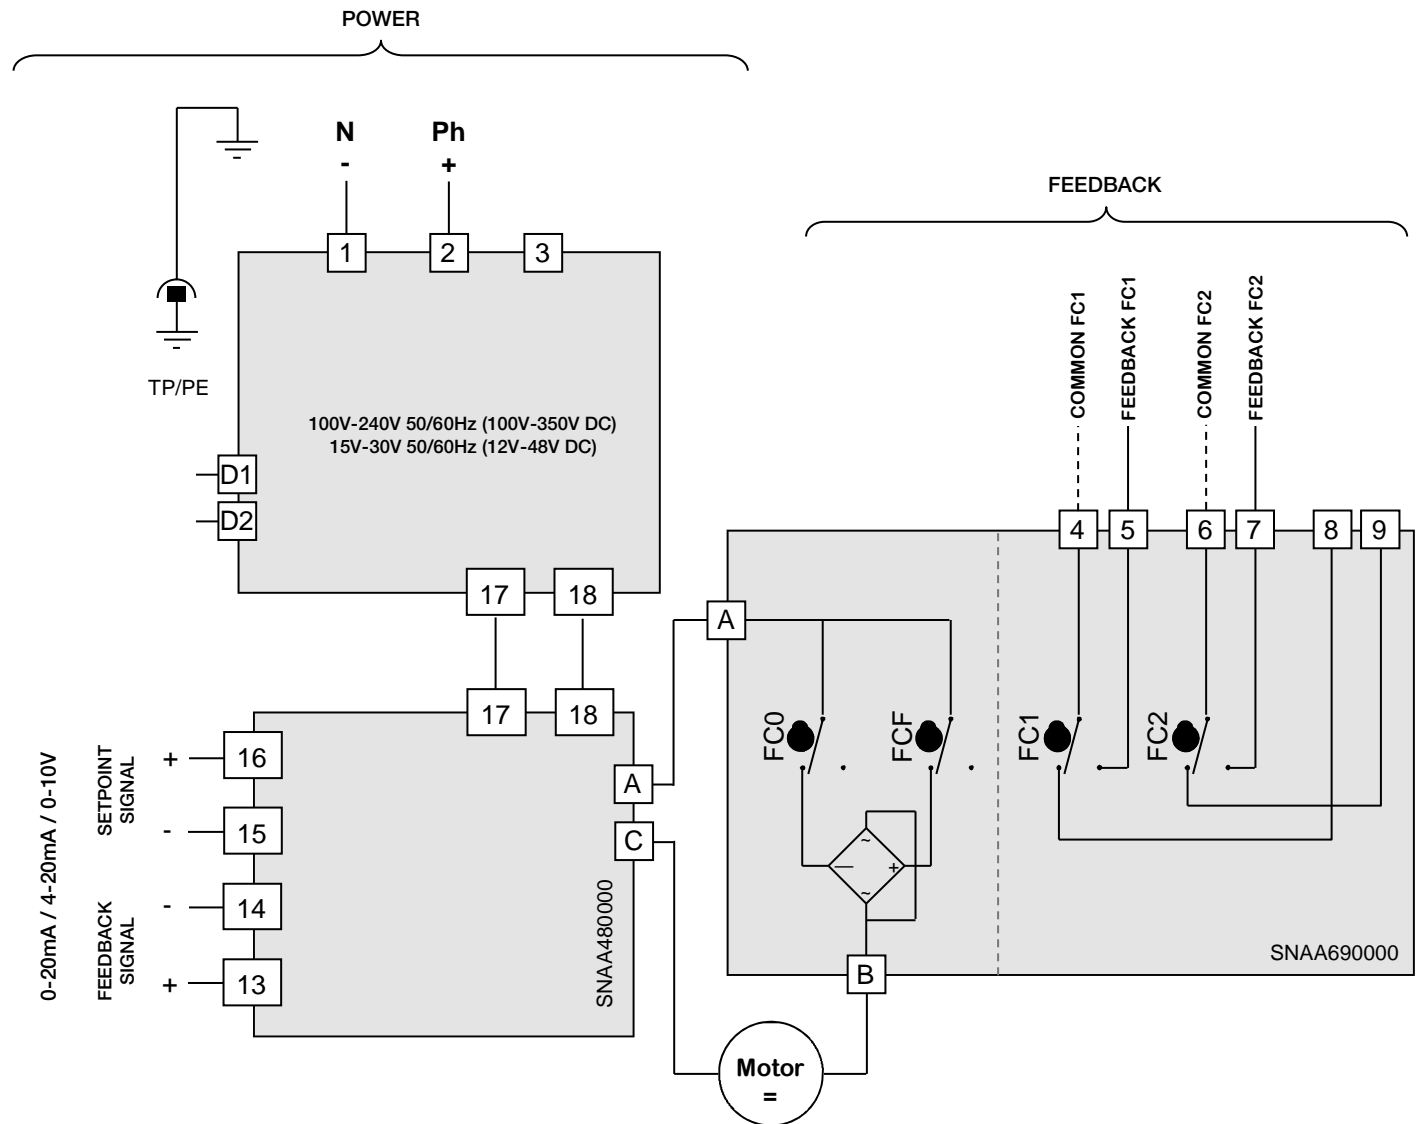 POWER
N
-
Ph
+
FEEDBACK
1
2
3
TP/PE
100V-240V 50/60Hz (100V-350V DC)
15V-30V 50/60Hz (12V-48V DC)
D1
D2
17
18
COMMON FC1
FEEDBACK FC1
COMMON FC2
FEEDBACK FC2
4
5
6
7
8
9
A
FC0
FCF
FC1
FC2
~
—
+
~
B
SNAA690000
17
18
0-20mA / 4-20mA / 0-10V
SETPOINT
SIGNAL
+
16
-
15
FEEDBACK
SIGNAL
-
14
+
13
A
C
SNAA480000
Motor
=